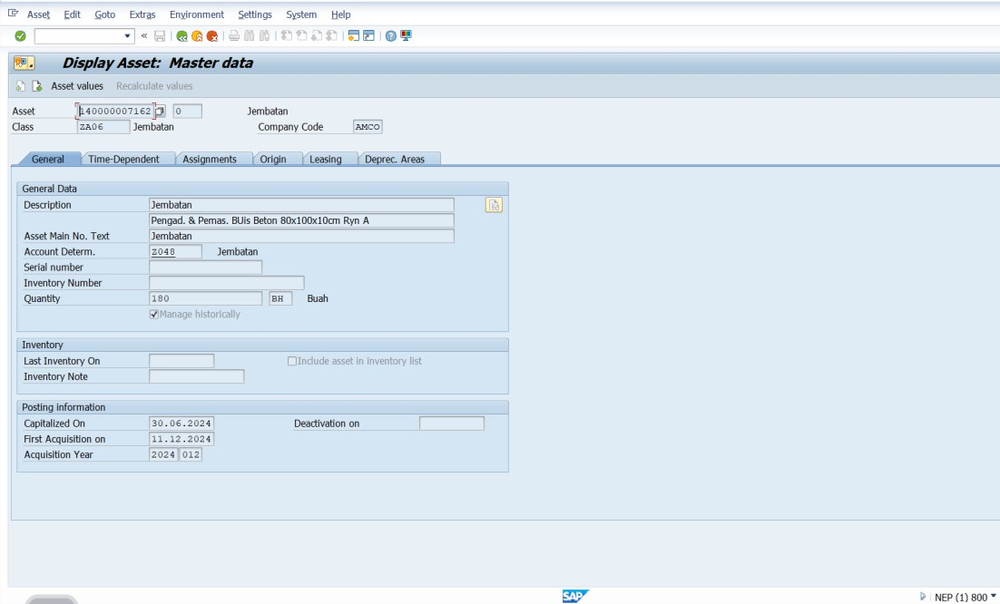 Asset Edit Goto Extras Environment Settings System Help
Display Asset: Master data
Asset values Recalculate values
Asset 140000007162 0 Jembatan
Class ZA06 Jembatan Company Code AMCO
General Time-Dependent Assignments Origin Leasing Deprec. Areas
General Data
Description Jembatan
Pengad. & Pemas. BUis Beton 80x100x10cm Ryn A
Asset Main No. Text Jembatan
Account Determ. Z048 Jembatan
Serial number
Inventory Number
Quantity 180 BH Buah
Manage historically
Inventory
Last Inventory On Include asset in inventory list
Inventory Note
Posting information
Capitalized On 30.06.2024 Deactivation on
First Acquisition on 11.12.2024
Acquisition Year 2024 012
SAP NEP (1) 800